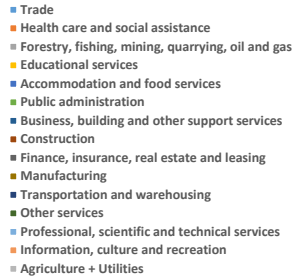 Trade
Health care and social assistance
Forestry, fishing, mining, quarrying, oil and gas
Educational services
Accommodation and food services
Public administration
Business, building and other support services
Construction
Finance, insurance, real estate and leasing
Manufacturing
Transportation and warehousing
Other services
Professional, scientific and technical services
Information, culture and recreation
Agriculture + Utilities